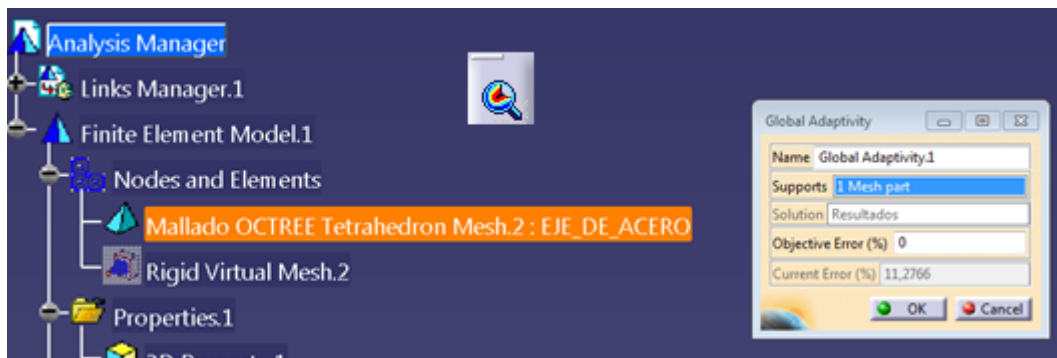 Analysis Manager
Links Manager.1
Finite Element Model.1
Nodes and Elements
Mallado OCTREE Tetrahedron Mesh.2 : EJE_DE_ACERO
Rigid Virtual Mesh.2
Properties.1
Global Adaptivity
Name Global Adaptivity.1
Supports 1 Mesh part
Solution Resultados
Objective Error (%) 0
Current Error (%) 11,2766
OK Cancel